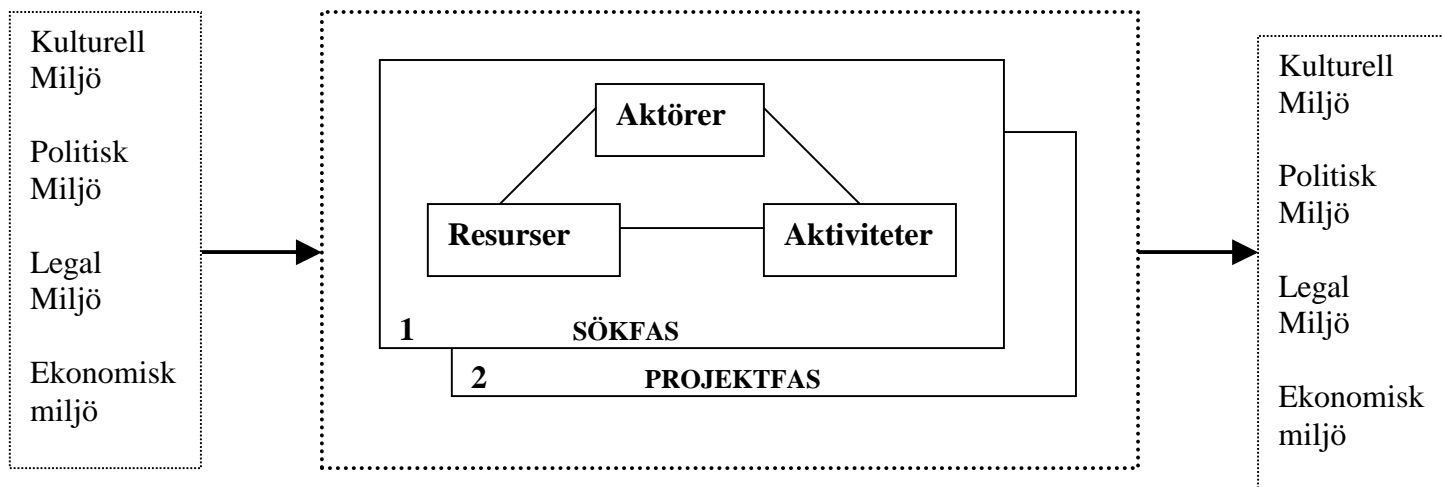 Kulturell
Miljö
Politisk
Miljö
Legal
Miljö
Ekonomisk
miljö
Aktörer
Resurser
Aktiviteter
1 SÖKFAS
2 PROJEKTFAS
Kulturell
Miljö
Politisk
Miljö
Legal
Miljö
Ekonomisk
miljö